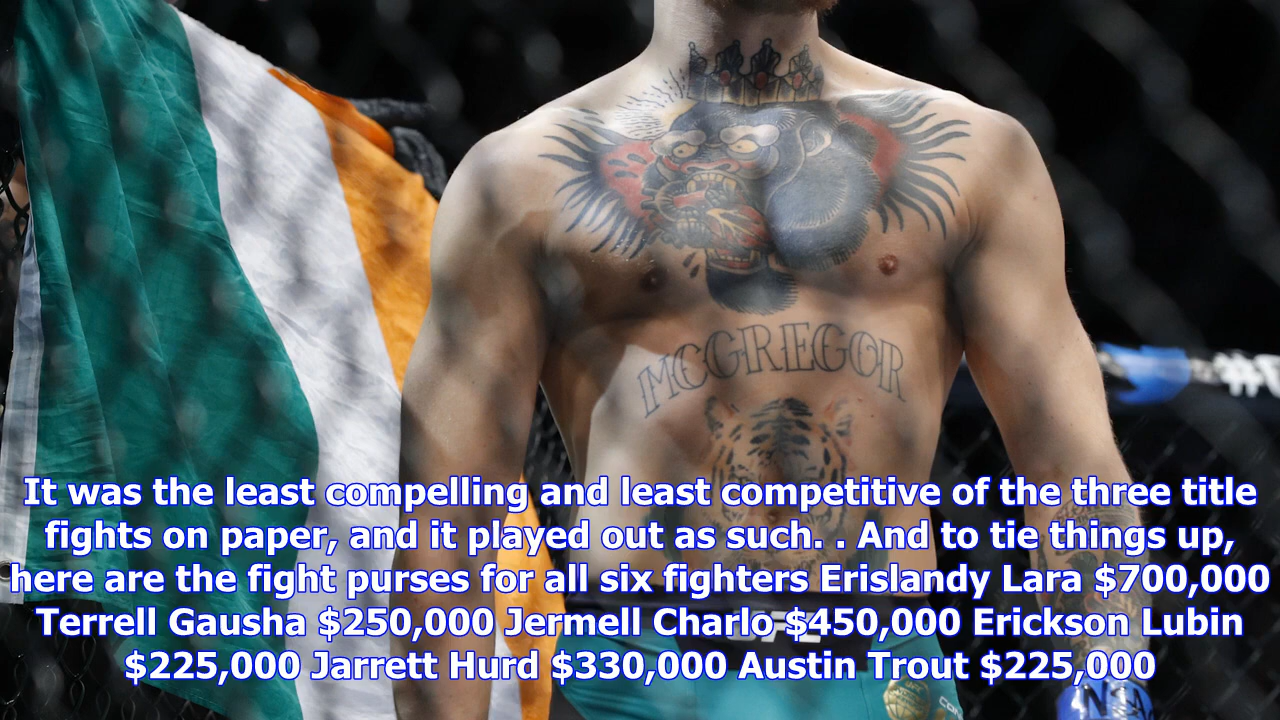 MCGREGOR
#
It was the least compelling and least competitive of the three title
fights on paper, and it played out as such. . And to tie things up,
here are the fight purses for all six fighters Erislandy Lara $700,000
Terrell Gausha $250,000 Jermell Charlo $450,000 Erickson Lubin
$225,000 Jarrett Hurd $330,000 Austin Trout $225,000